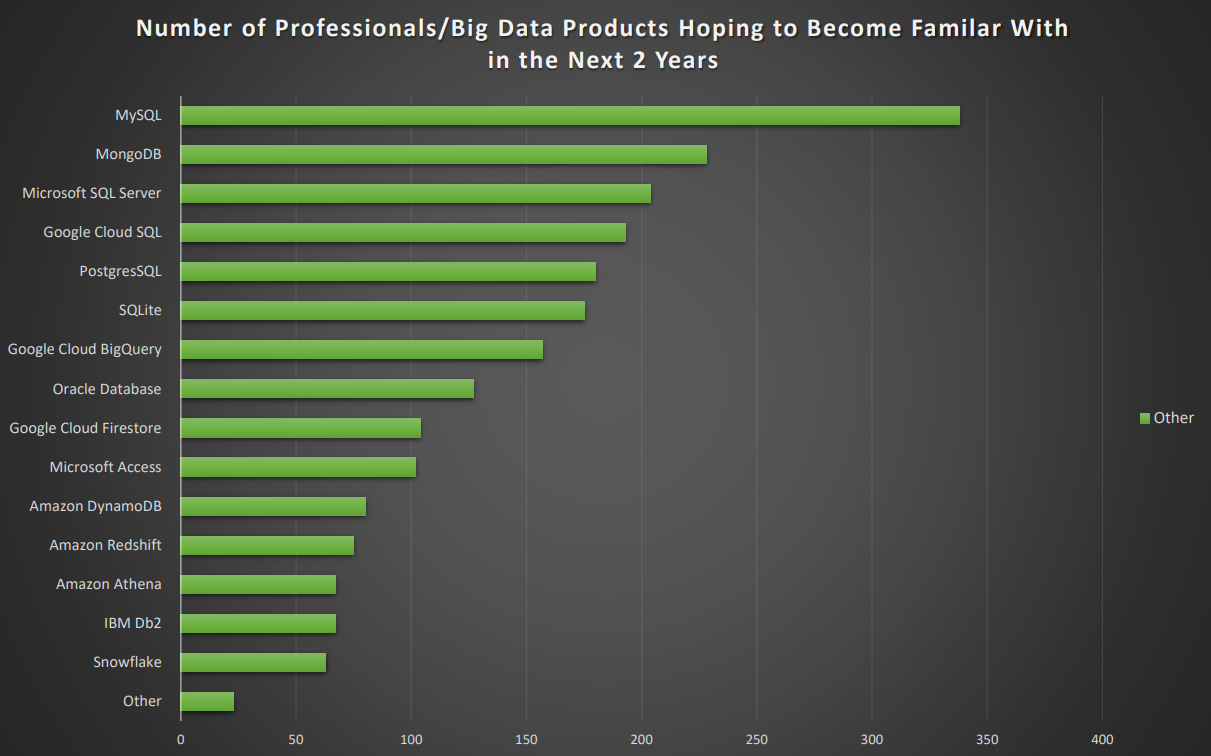 Number of Professionals/Big Data Products Hoping to Become Familar With
in the Next 2 Years
MySQL
MongoDB
Microsoft SQL Server
Google Cloud SQL
PostgresSQL
SQLite
Google Cloud BigQuery
Oracle Database
Google Cloud Firestore
Microsoft Access
Amazon DynamoDB
Amazon Redshift
Amazon Athena
IBM Db2
Snowflake
Other
0 50 100 150 200 250 300 350 400
Other